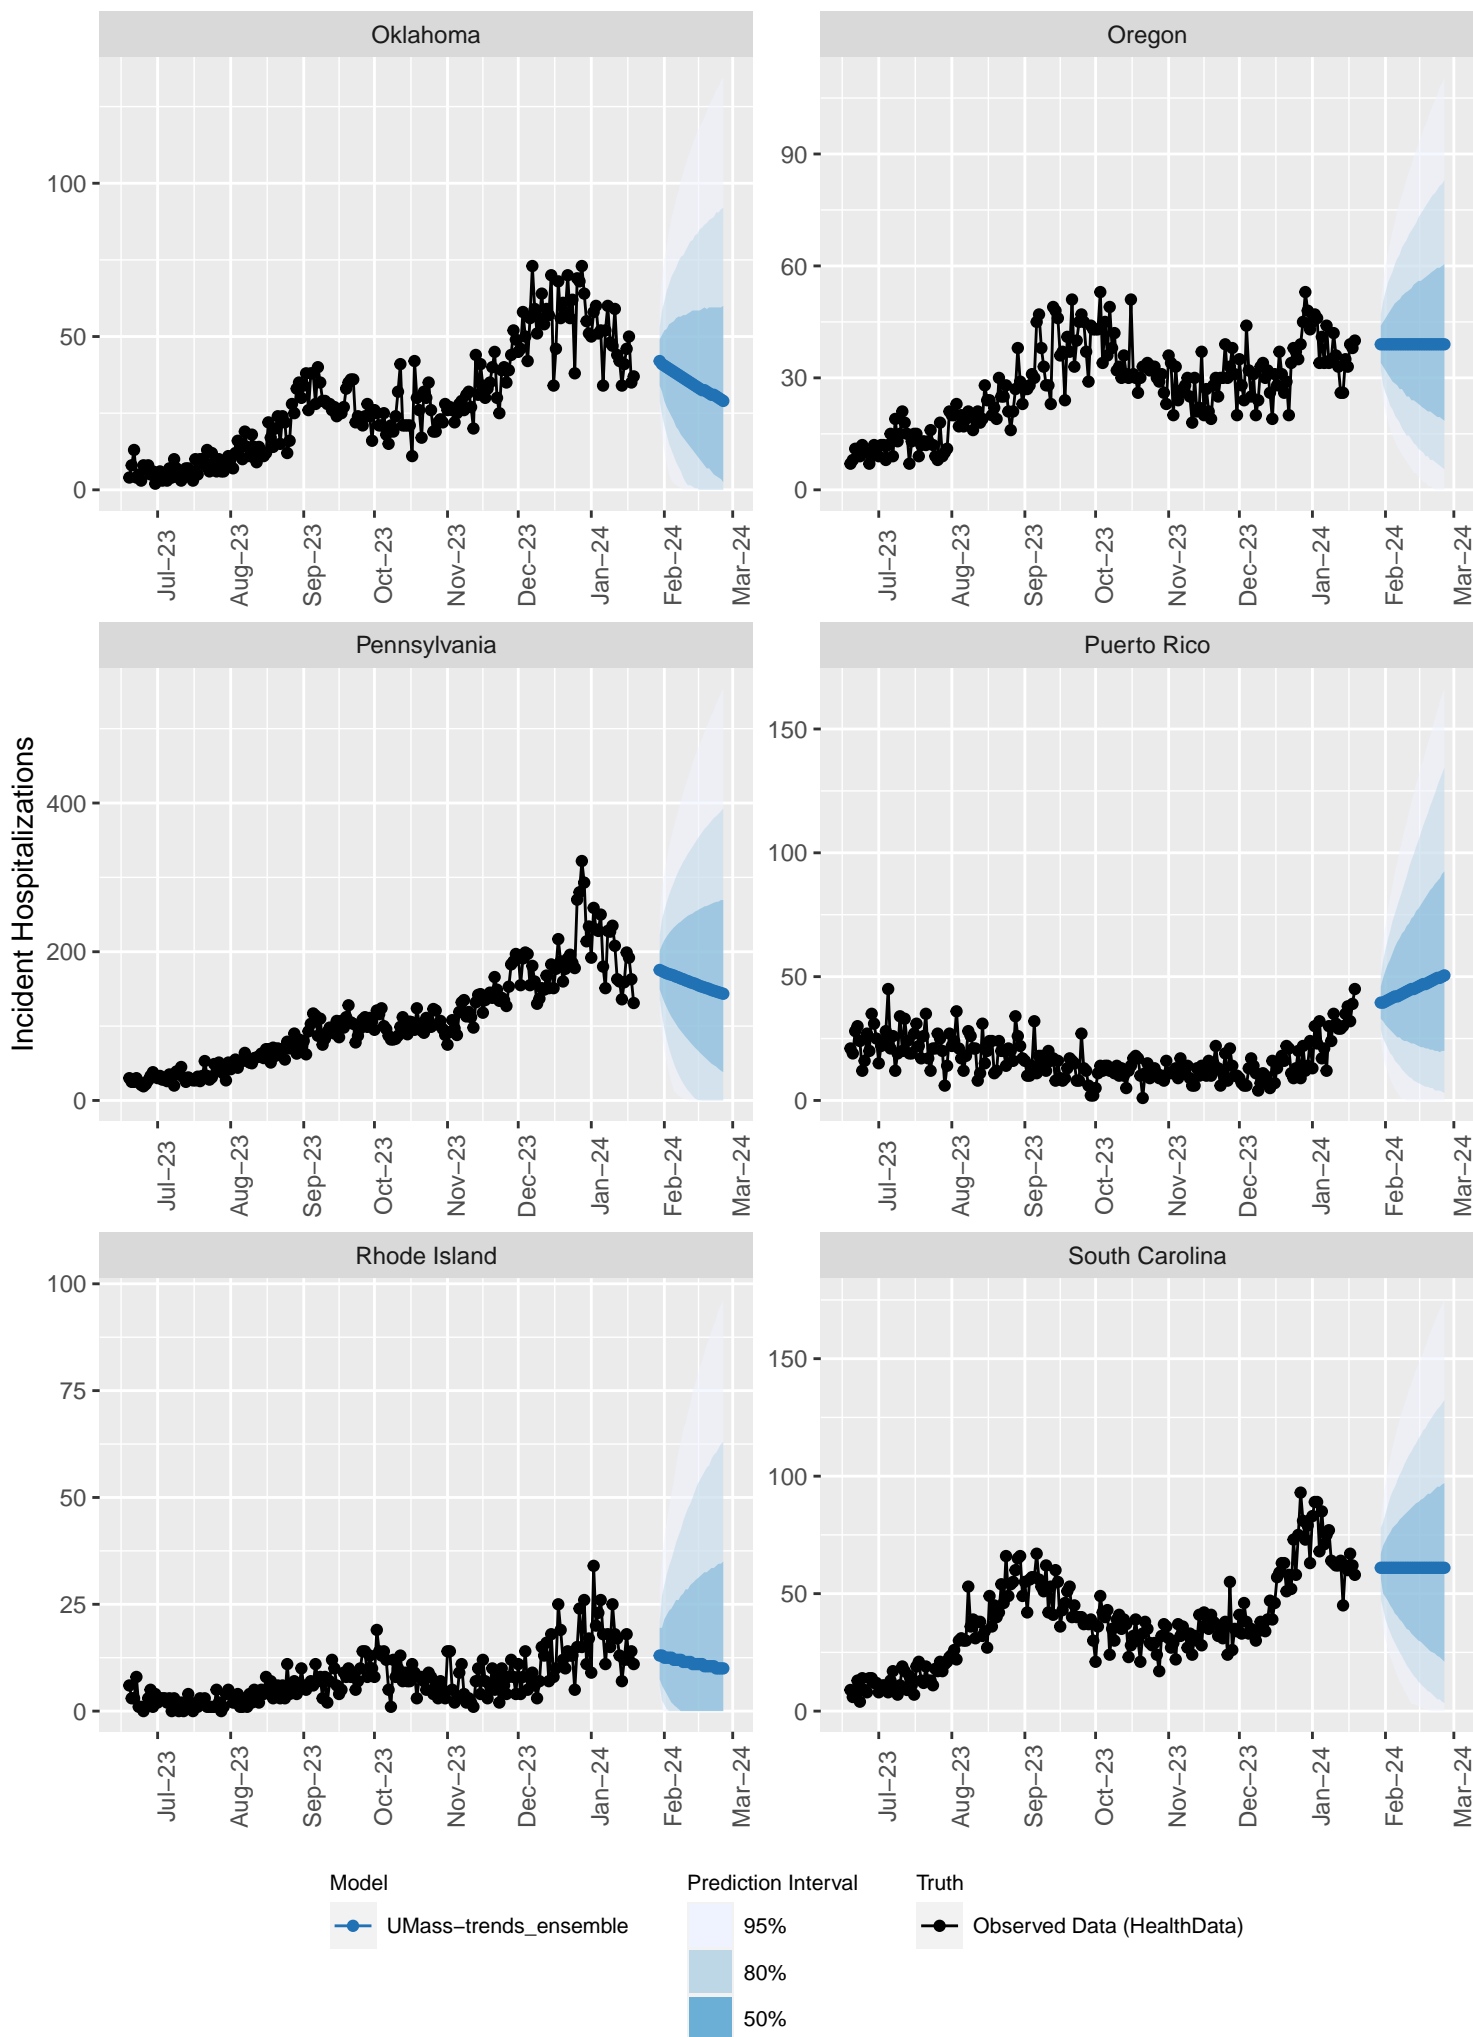 Oklahoma
Oregon
100
50
0
90
60
30
0
Jul−23
Aug−23
Sep−23
Oct−23
Nov−23
Dec−23
Jan−24
Feb−24
Mar−24
Jul−23
Aug−23
Sep−23
Oct−23
Nov−23
Dec−23
Jan−24
Feb−24
Mar−24
Pennsylvania
Puerto Rico
Incident Hospitalizations
400
200
0
150
100
50
0
Jul−23
Aug−23
Sep−23
Oct−23
Nov−23
Dec−23
Jan−24
Feb−24
Mar−24
Jul−23
Aug−23
Sep−23
Oct−23
Nov−23
Dec−23
Jan−24
Feb−24
Mar−24
Rhode Island
South Carolina
100
75
50
25
0
150
100
50
0
Jul−23
Aug−23
Sep−23
Oct−23
Nov−23
Dec−23
Jan−24
Feb−24
Mar−24
Jul−23
Aug−23
Sep−23
Oct−23
Nov−23
Dec−23
Jan−24
Feb−24
Mar−24
Model
UMass−trends_ensemble
Prediction Interval
95%
80%
50%
Truth
Observed Data (HealthData)